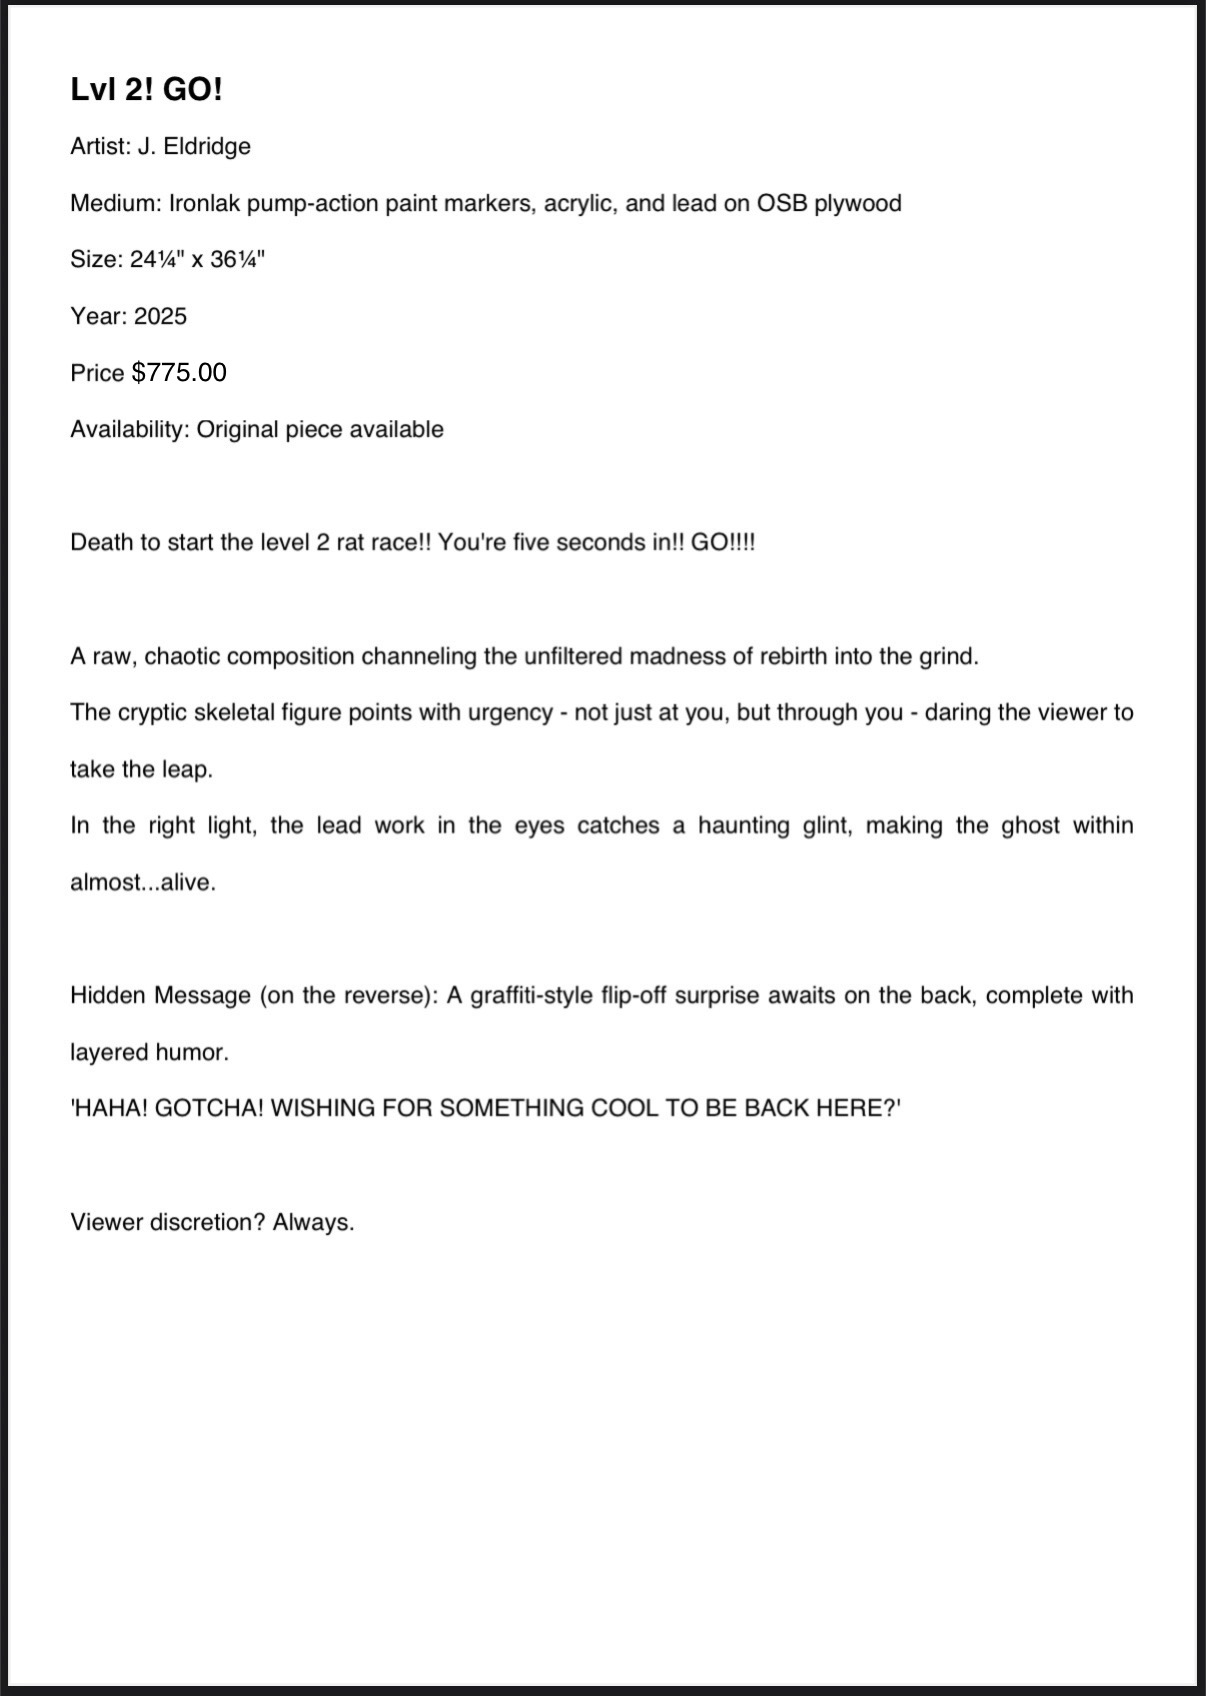 Lvl 2! GO!
Artist: J. Eldridge
Medium: Ironlak pump-action paint markers, acrylic, and lead on OSB plywood
Size: 24¼" x 36¼"
Year: 2025
Price $775.00
Availability: Original piece available
Death to start the level 2 rat race!! You're five seconds in!! GO!!!!
A raw, chaotic composition channeling the unfiltered madness of rebirth into the grind.
The cryptic skeletal figure points with urgency - not just at you, but through you - daring the viewer to
take the leap.
In the right light, the lead work in the eyes catches a haunting glint, making the ghost within
almost...alive.
Hidden Message (on the reverse): A graffiti-style flip-off surprise awaits on the back, complete with
layered humor.
'HAHA! GOTCHA! WISHING FOR SOMETHING COOL TO BE BACK HERE?'
Viewer discretion? Always.